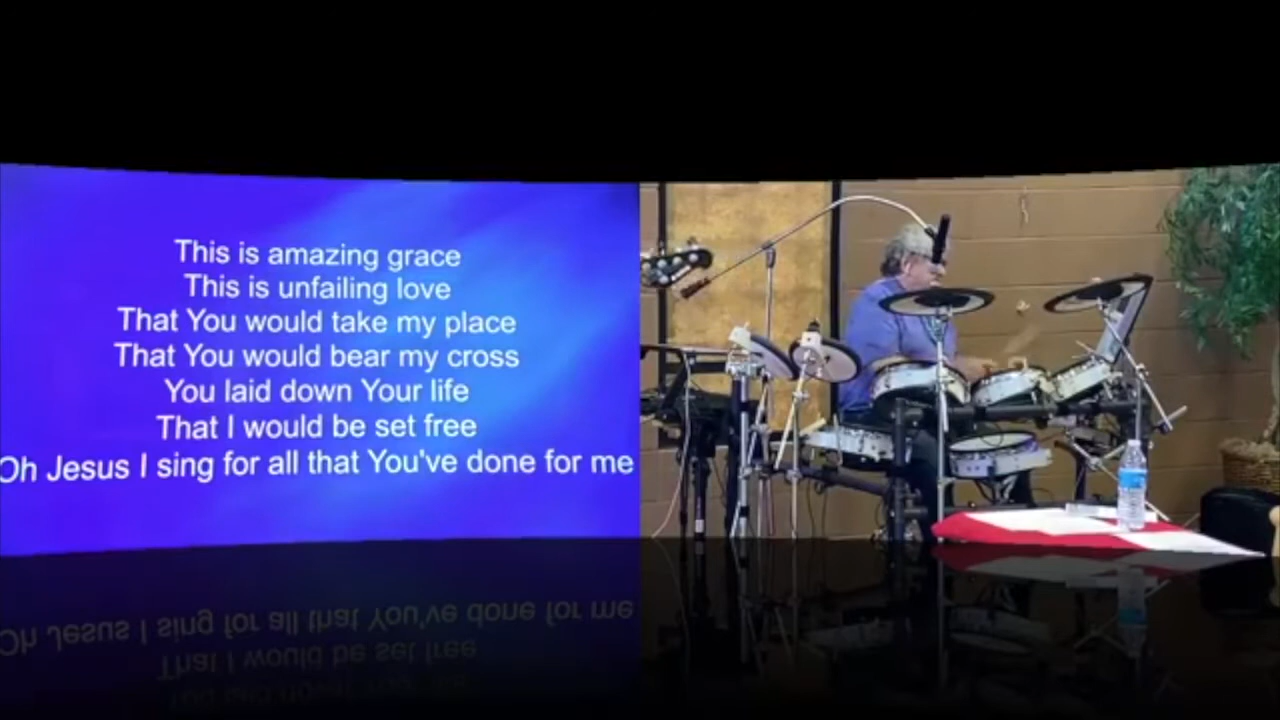 This is amazing grace
This is unfailing love
That You would take my place
That You would bear my cross
You laid down Your life
That I would be set free
Oh Jesus I sing for all that You've done for me